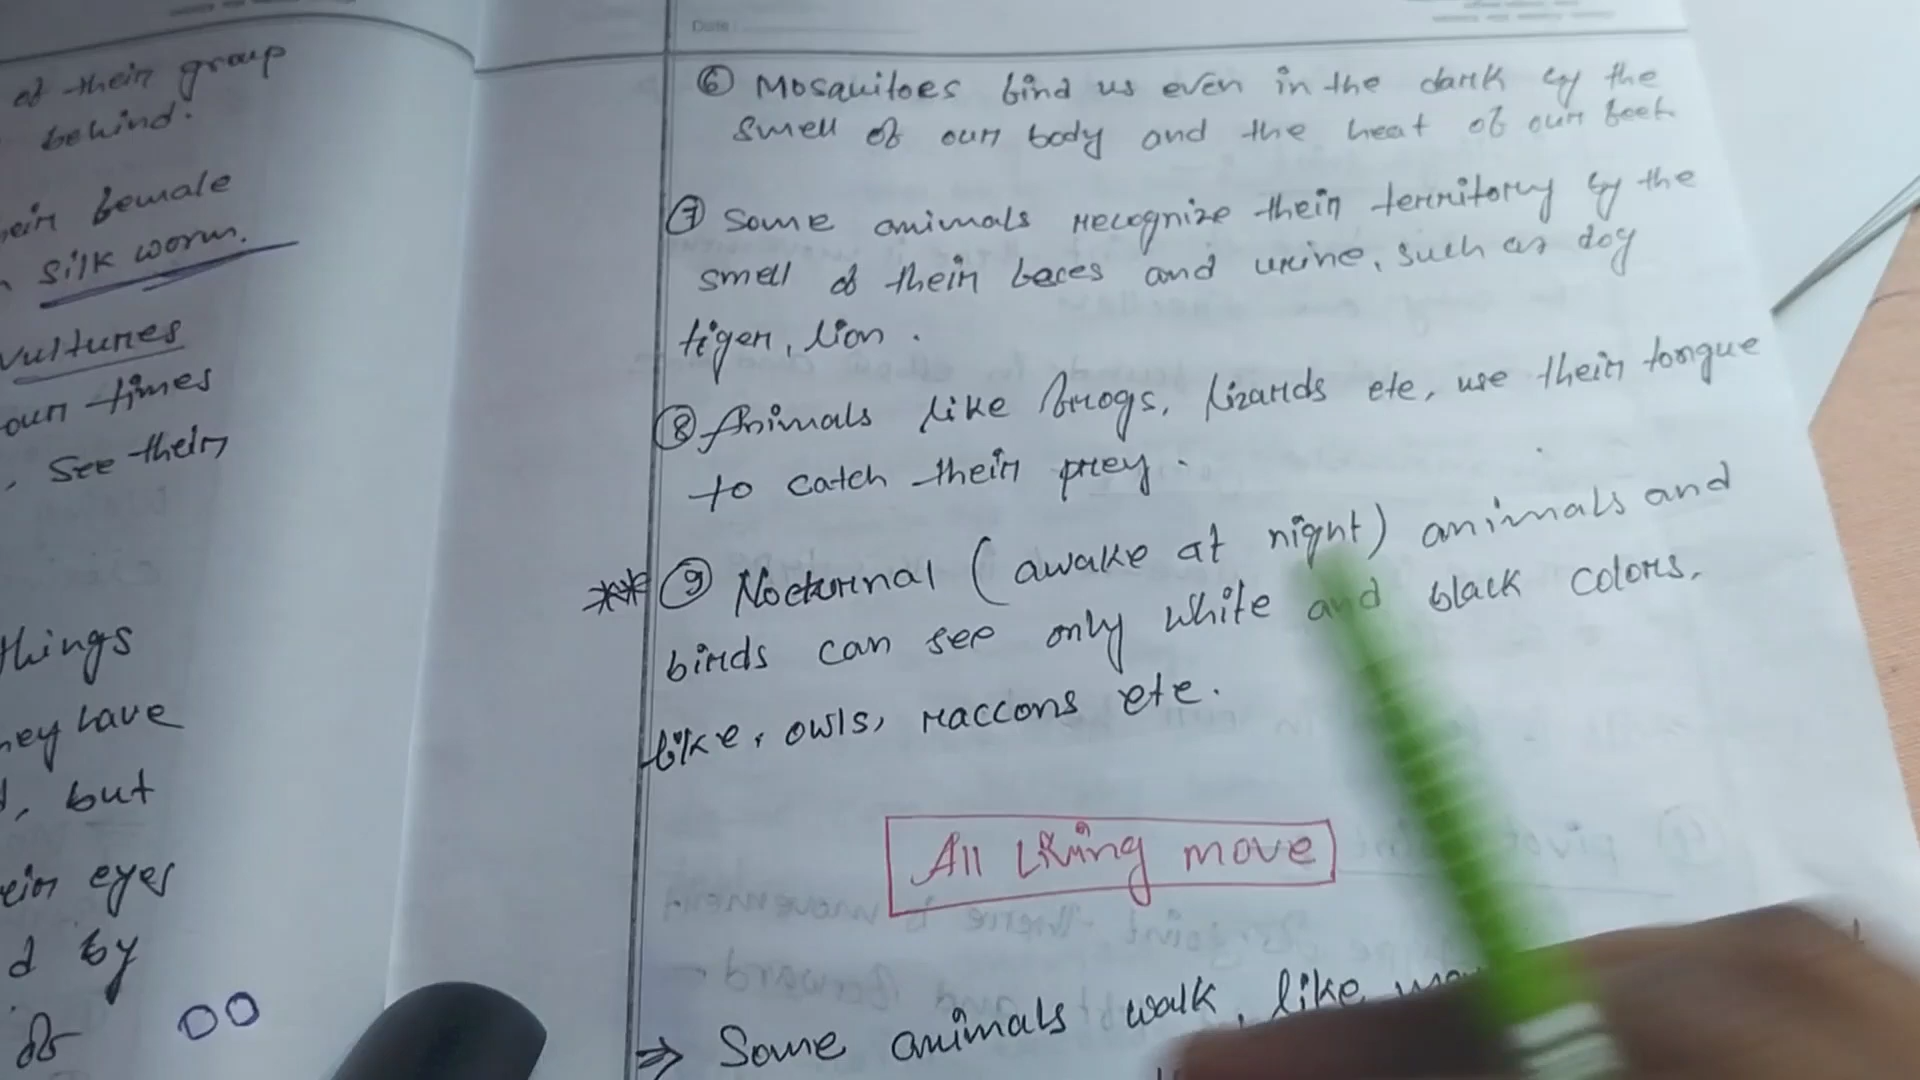 of their group
behind.
their female
silk worm.
Vultures
our times
, see their
things
they have
, but
their eyes
d by
Date:
⑥ Mosquitoes find us even in the dark by the
smell of our body and the heat of our feet
⑦ Some animals recognize their territory by the
smell of their faces and urine, such as dog
tiger, lion.
⑧ Animals like frogs, lizards etc, use their tongue
to catch their prey.
** ⑨ Nocturnal (awake at night) animals and
birds can see only white and black colors.
like, owls, raccons etc.
All Living move
⇒ Some animals walk, like